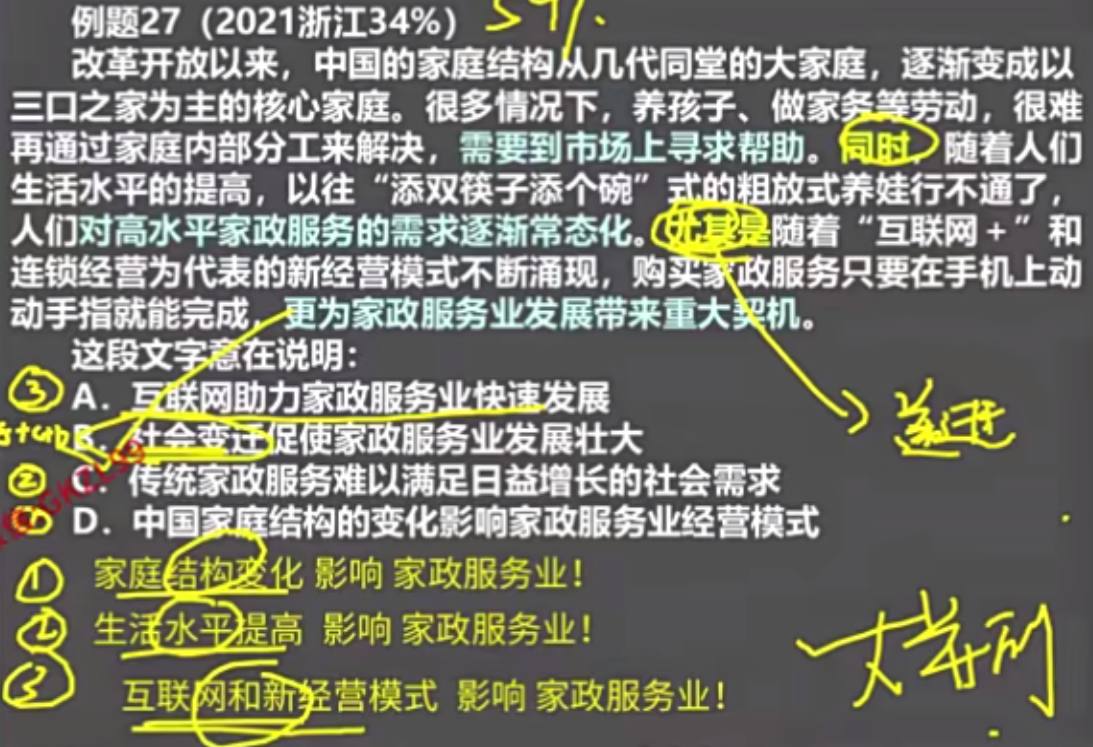 例题27（2021浙江34%） 54%.
改革开放以来，中国的家庭结构从几代同堂的大家庭，逐渐变成以
三口之家为主的核心家庭。很多情况下，养孩子、做家务等劳动，很难
再通过家庭内部分工来解决，需要到市场上寻求帮助。同时，随着人们
生活水平的提高，以往“添双筷子添个碗”式的粗放式养娃行不通了，
人们对高水平家政服务的需求逐渐常态化。尤其是随着“互联网＋”和
连锁经营为代表的新经营模式不断涌现，购买家政服务只要在手机上动
动手指就能完成，更为家政服务业发展带来重大契机。
这段文字意在说明：
③ A．互联网助力家政服务业快速发展
递进
B．社会变迁促使家政服务业发展壮大
② C．传统家政服务难以满足日益增长的社会需求
① D．中国家庭结构的变化影响家政服务业经营模式
① 家庭结构变化 影响 家政服务业！
② 生活水平提高 影响 家政服务业！
③ 互联网和新经营模式 影响 家政服务业！
大并列